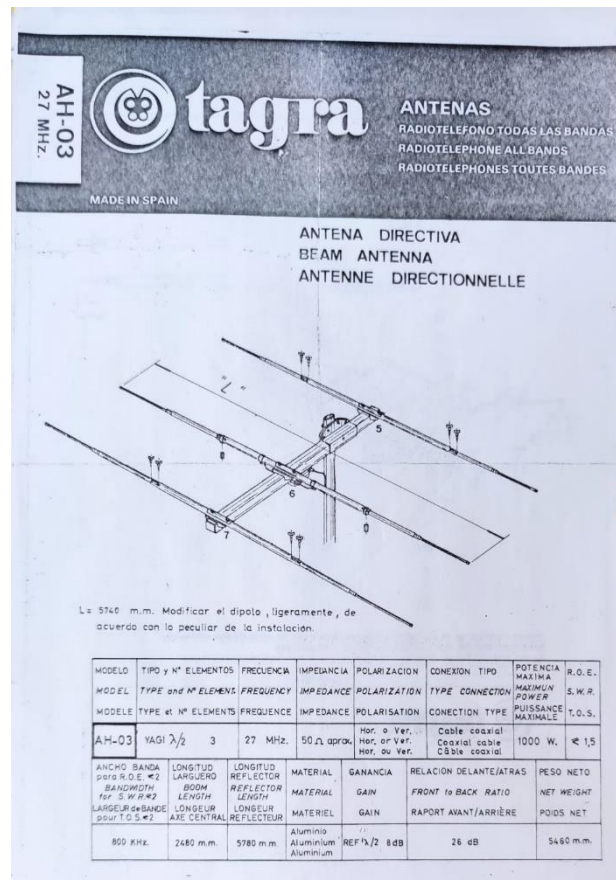 AH-03
27 MHz.
tagra
MADE IN SPAIN
ANTENAS
RADIOTELEFONO TODAS LAS BANDAS
RADIOTELEPHONE ALL BANDS
RADIOTELEPHONES TOUTES BANDES
ANTENA DIRECTIVA
BEAM ANTENNA
ANTENNE DIRECTIONNELLE
"L"
5
6
7
L= 5740 m.m. Modificar el dipolo, ligeramente, de
acuerdo con lo peculiar de la instalación.
MODELO TIPO y Nº ELEMENTOS FRECUENCIA IMPEDANCIA POLARIZACION CONEXION TIPO POTENCIA MAXIMA R.O.E.
MODEL TYPE and Nº ELEMENTS FREQUENCY IMPEDANCE POLARIZATION TYPE CONNECTION MAXIMUN POWER S.W.R.
MODELE TYPE et Nº ELEMENTS FREQUENCE IMPEDANCE POLARISATION CONECTION TYPE PUISSANCE MAXIMALE T.O.S.
AH-03 YAGI λ/2 3 27 MHz. 50 Ω aprox. Hor. o Ver. Cable coaxial 1000 W. < 1,5
Hor. or Ver. Coaxial cable
Hor. ou Ver. Câble coaxial
ANCHO BANDA para R.O.E. <2 LONGITUD LARGUERO LONGITUD REFLECTOR MATERIAL GANANCIA RELACION DELANTE/ATRAS PESO NETO
BANDWIDTH for S.W.R.<2 BOOM LENGTH REFLECTOR LENGTH MATERIAL GAIN FRONT to BACK RATIO NET WEIGHT
LARGEUR de BANDE pour T.O.S.<2 LONGEUR AXE CENTRAL LONGEUR REFLECTEUR MATERIEL GAIN RAPORT AVANT/ARRIÈRE POIDS NET
800 KHz. 2480 m.m. 5780 m.m. Aluminio REF λ/2 8dB 26 dB 5460 m.m.
Aluminium
Aluminium